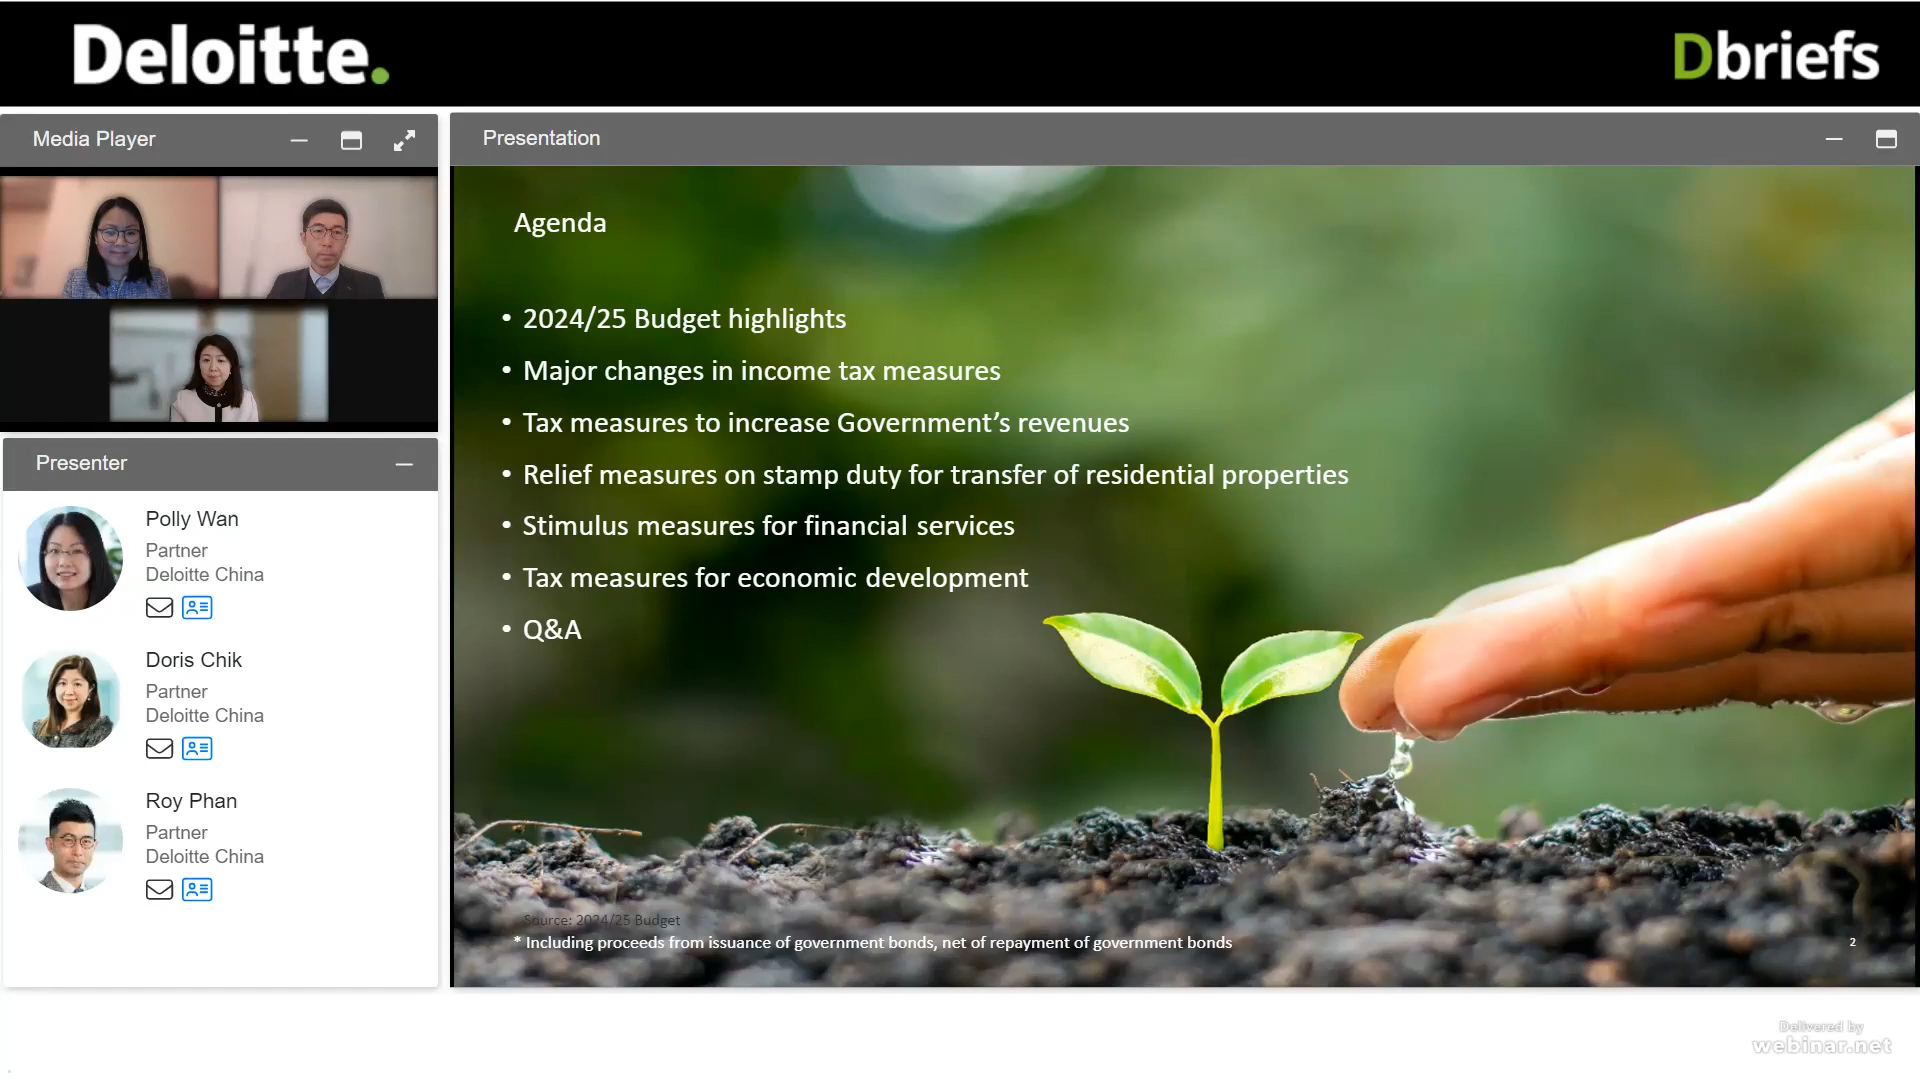 Deloitte.
Dbriefs
Media Player
Presentation
Agenda
• 2024/25 Budget highlights
• Major changes in income tax measures
• Tax measures to increase Government’s revenues
• Relief measures on stamp duty for transfer of residential properties
• Stimulus measures for financial services
• Tax measures for economic development
• Q&A
Source: 2024/25 Budget
* Including proceeds from issuance of government bonds, net of repayment of government bonds
2
Presenter
Polly Wan
Partner
Deloitte China
Doris Chik
Partner
Deloitte China
Roy Phan
Partner
Deloitte China
Delivered by
webinar.net